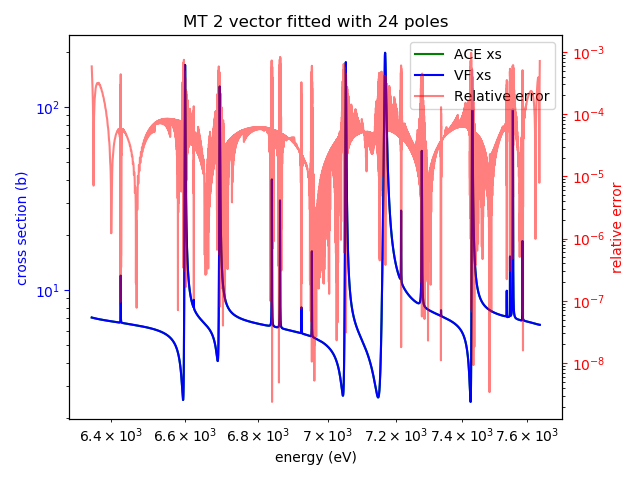 MT 2 vector fitted with 24 poles
ACE xs
VF xs
Relative error
cross section (b)
10²
10¹
10⁻³
10⁻⁴
10⁻⁵
10⁻⁶
10⁻⁷
10⁻⁸
relative error
6.4 × 10³ 6.6 × 10³ 6.8 × 10³ 7 × 10³ 7.2 × 10³ 7.4 × 10³ 7.6 × 10³
energy (eV)